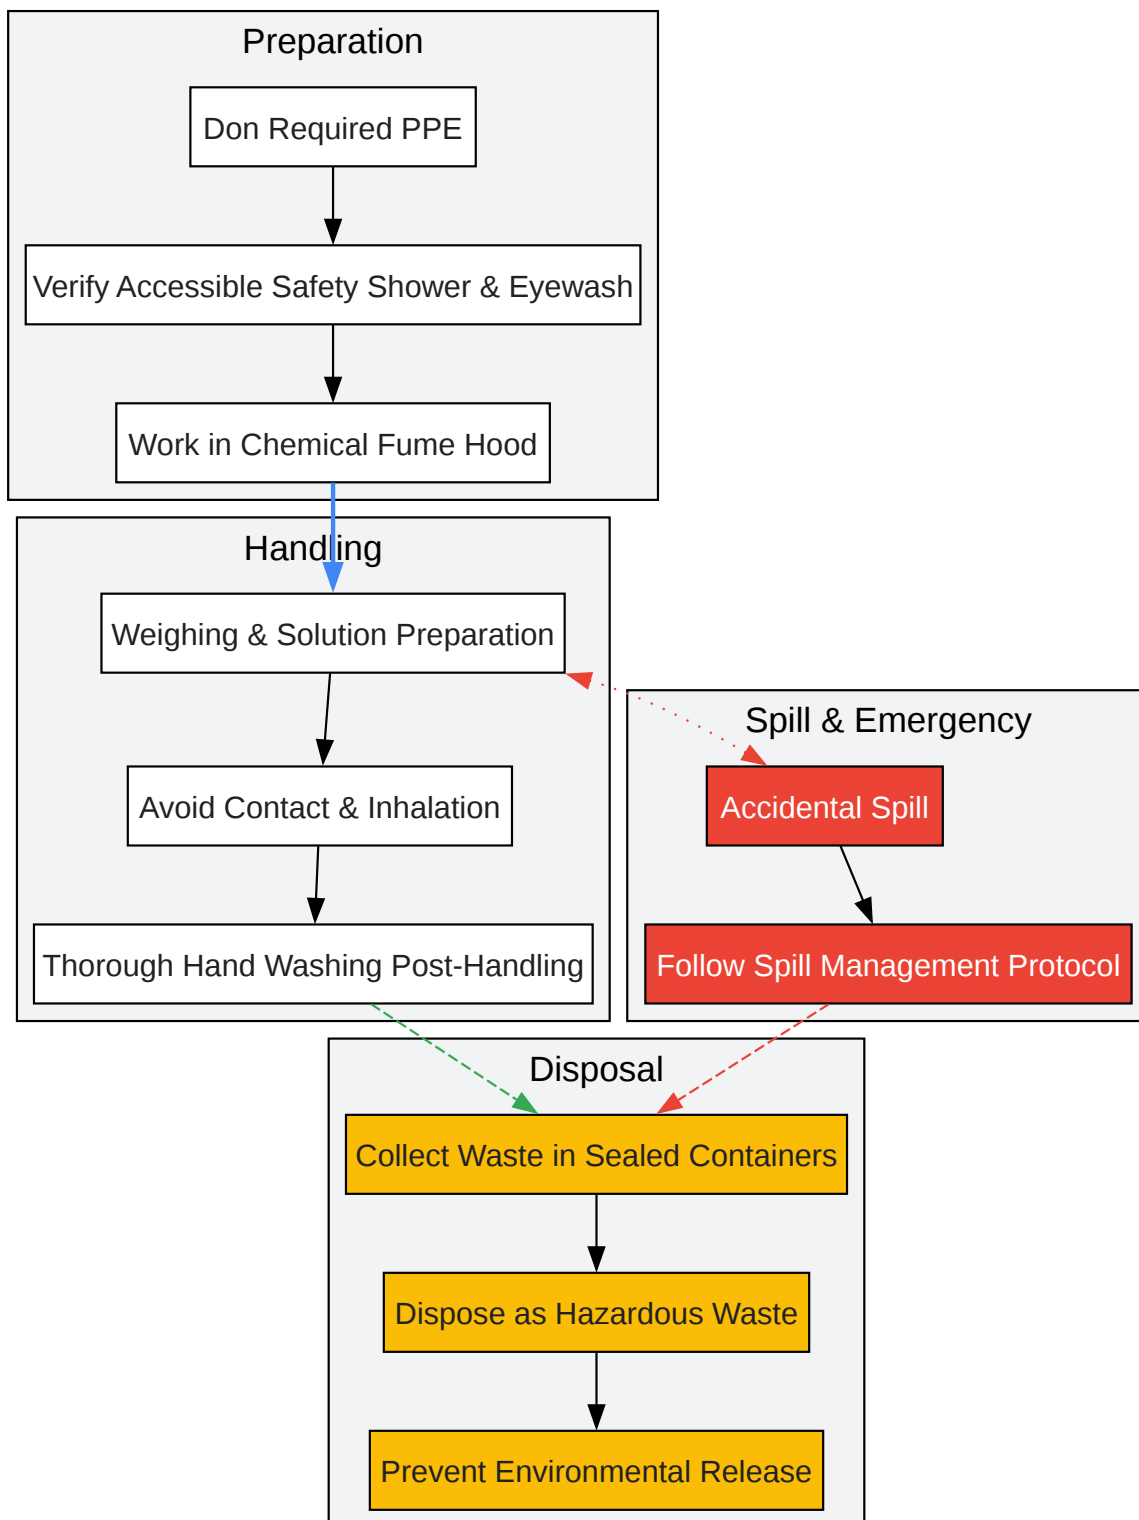 Preparation
Don Required PPE
Verify Accessible Safety Shower & Eyewash
Work in Chemical Fume Hood
Handling
Weighing & Solution Preparation
Avoid Contact & Inhalation
Thorough Hand Washing Post-Handling
Spill & Emergency
Accidental Spill
Follow Spill Management Protocol
Disposal
Collect Waste in Sealed Containers
Dispose as Hazardous Waste
Prevent Environmental Release